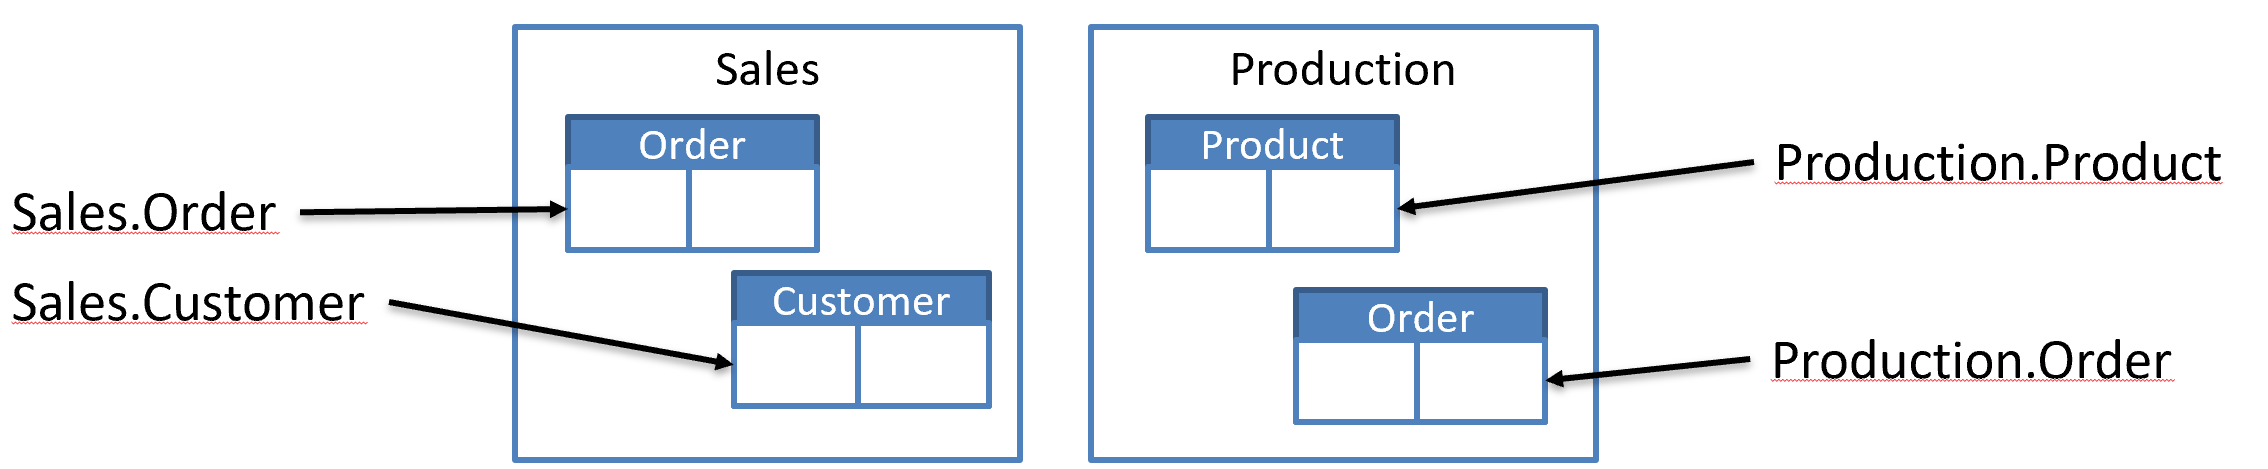 Sales
Order
Customer
Sales.Order
Sales.Customer
Production
Product
Order
Production.Product
Production.Order